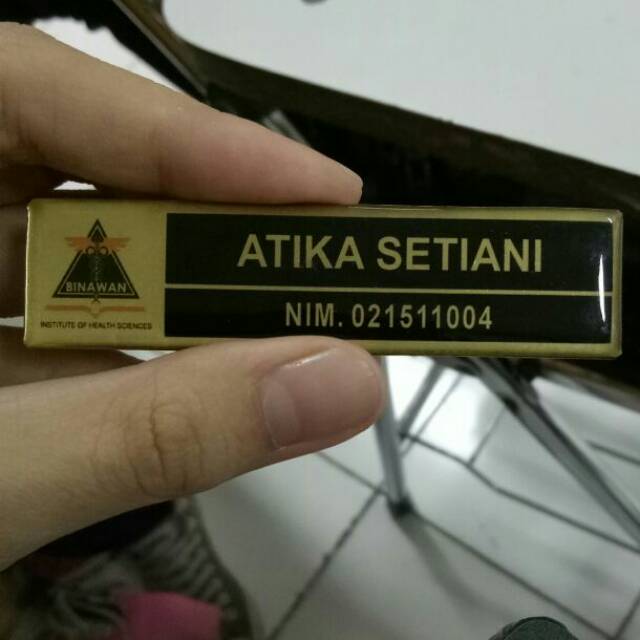 BINAWAN
INSTITUTE OF HEALTH SCIENCES
ATIKA SETIANI
NIM. 021511004